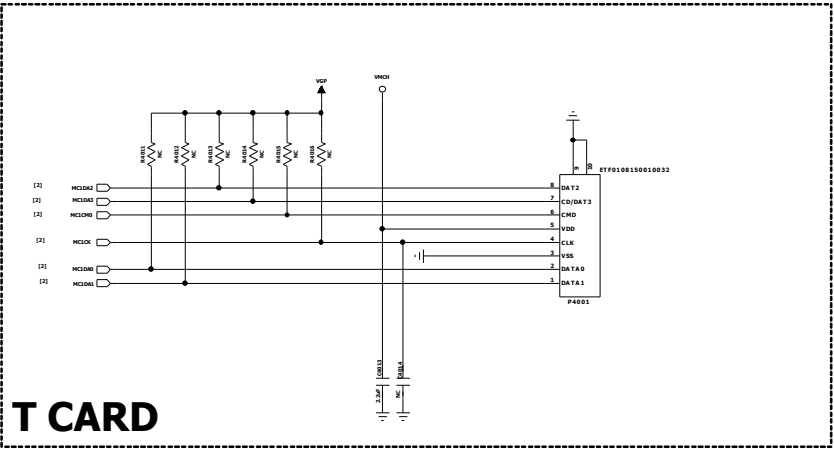 VGP
VMCH
R4011 NC
R4012 NC
R4013 NC
R4014 NC
R4015 NC
R4016 NC
9 10
ETF0108150010032
[2] MC1DA2 8 DAT2
[2] MC1DA3 7 CD/DAT3
[2] MC1CM0 6 CMD
5 VDD
[2] MC1CK 4 CLK
3 VSS
[2] MC1DA0 2 DATA0
[2] MC1DA1 1 DATA1
P4001
C4013 2.2uF
C4014 NC
T CARD